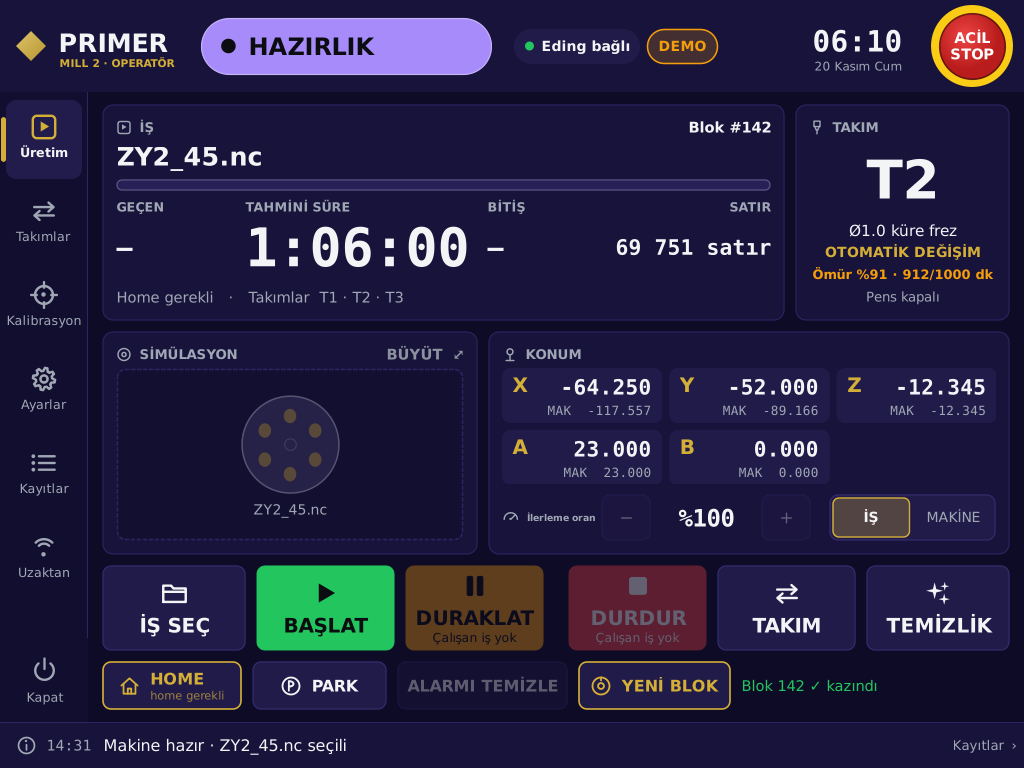 PRIMER
MILL 2 · OPERATÖR
HAZIRLIK
Eding bağlı
DEMO
06:10
20 Kasım Cum
ACİL
STOP
Üretim
Takımlar
Kalibrasyon
Ayarlar
Kayıtlar
Uzaktan
Kapat
İŞ
Blok #142
ZY2_45.nc
GEÇEN TAHMİNİ SÜRE BİTİŞ SATIR
– 1:06:00 – 69 751 satır
Home gerekli · Takımlar T1 · T2 · T3
TAKIM
T2
Ø1.0 küre frez
OTOMATİK DEĞİŞİM
Ömür %91 · 912/1000 dk
Pens kapalı
SİMÜLASYON BÜYÜT ⤢
ZY2_45.nc
KONUM
X -64.250
MAK -117.557
Y -52.000
MAK -89.166
Z -12.345
MAK -12.345
A 23.000
MAK 23.000
B 0.000
MAK 0.000
İlerleme oran − %100 + İŞ MAKİNE
İŞ SEÇ
BAŞLAT
DURAKLAT
Çalışan iş yok
DURDUR
Çalışan iş yok
TAKIM
TEMİZLİK
HOME
home gerekli
PARK
ALARMI TEMİZLE
YENİ BLOK
Blok 142 ✓ kazındı
14:31 Makine hazır · ZY2_45.nc seçili
Kayıtlar ›